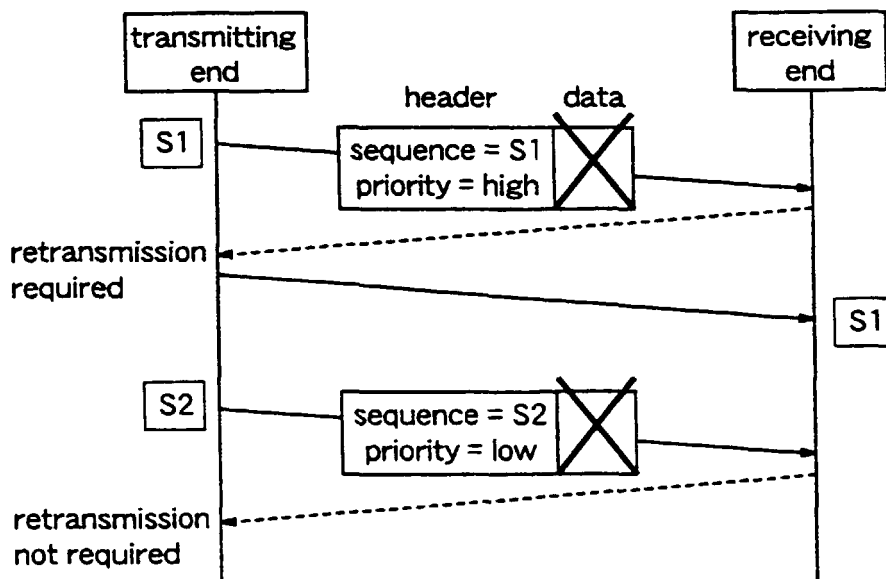 transmitting
end
receiving
end
header
data
S1
sequence = S1
priority = high
retransmission
required
S1
S2
sequence = S2
priority = low
retransmission
not required